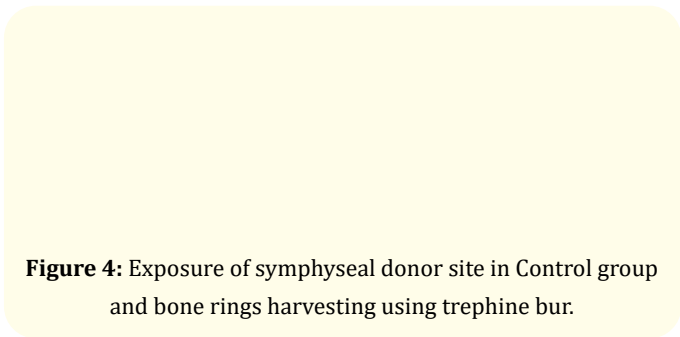 Figure 4: Exposure of symphyseal donor site in Control group
and bone rings harvesting using trephine bur.